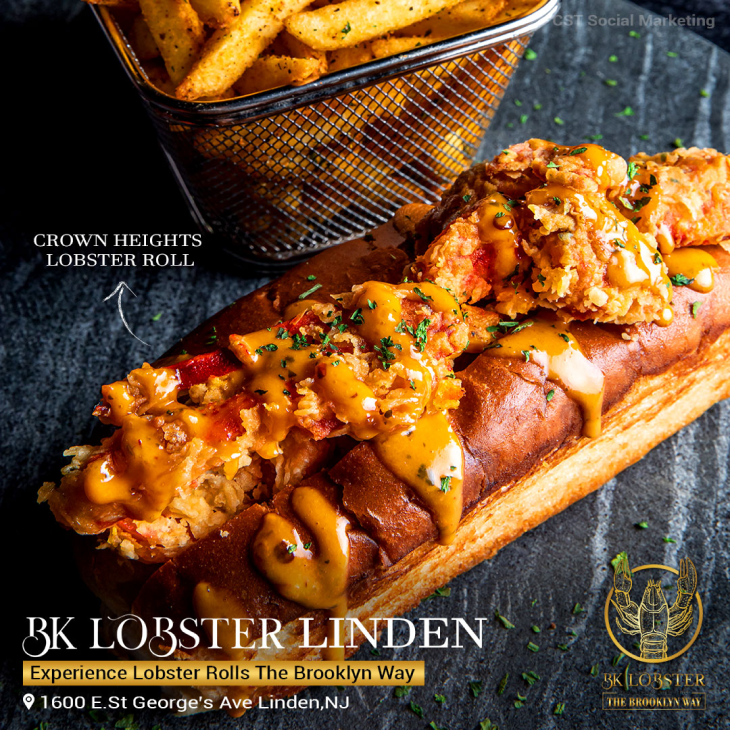 CST Social Marketing
CROWN HEIGHTS
LOBSTER ROLL
BK LOBSTER LINDEN
Experience Lobster Rolls The Brooklyn Way
1600 E.St George's Ave Linden,NJ
BK LOBSTER
THE BROOKLYN WAY